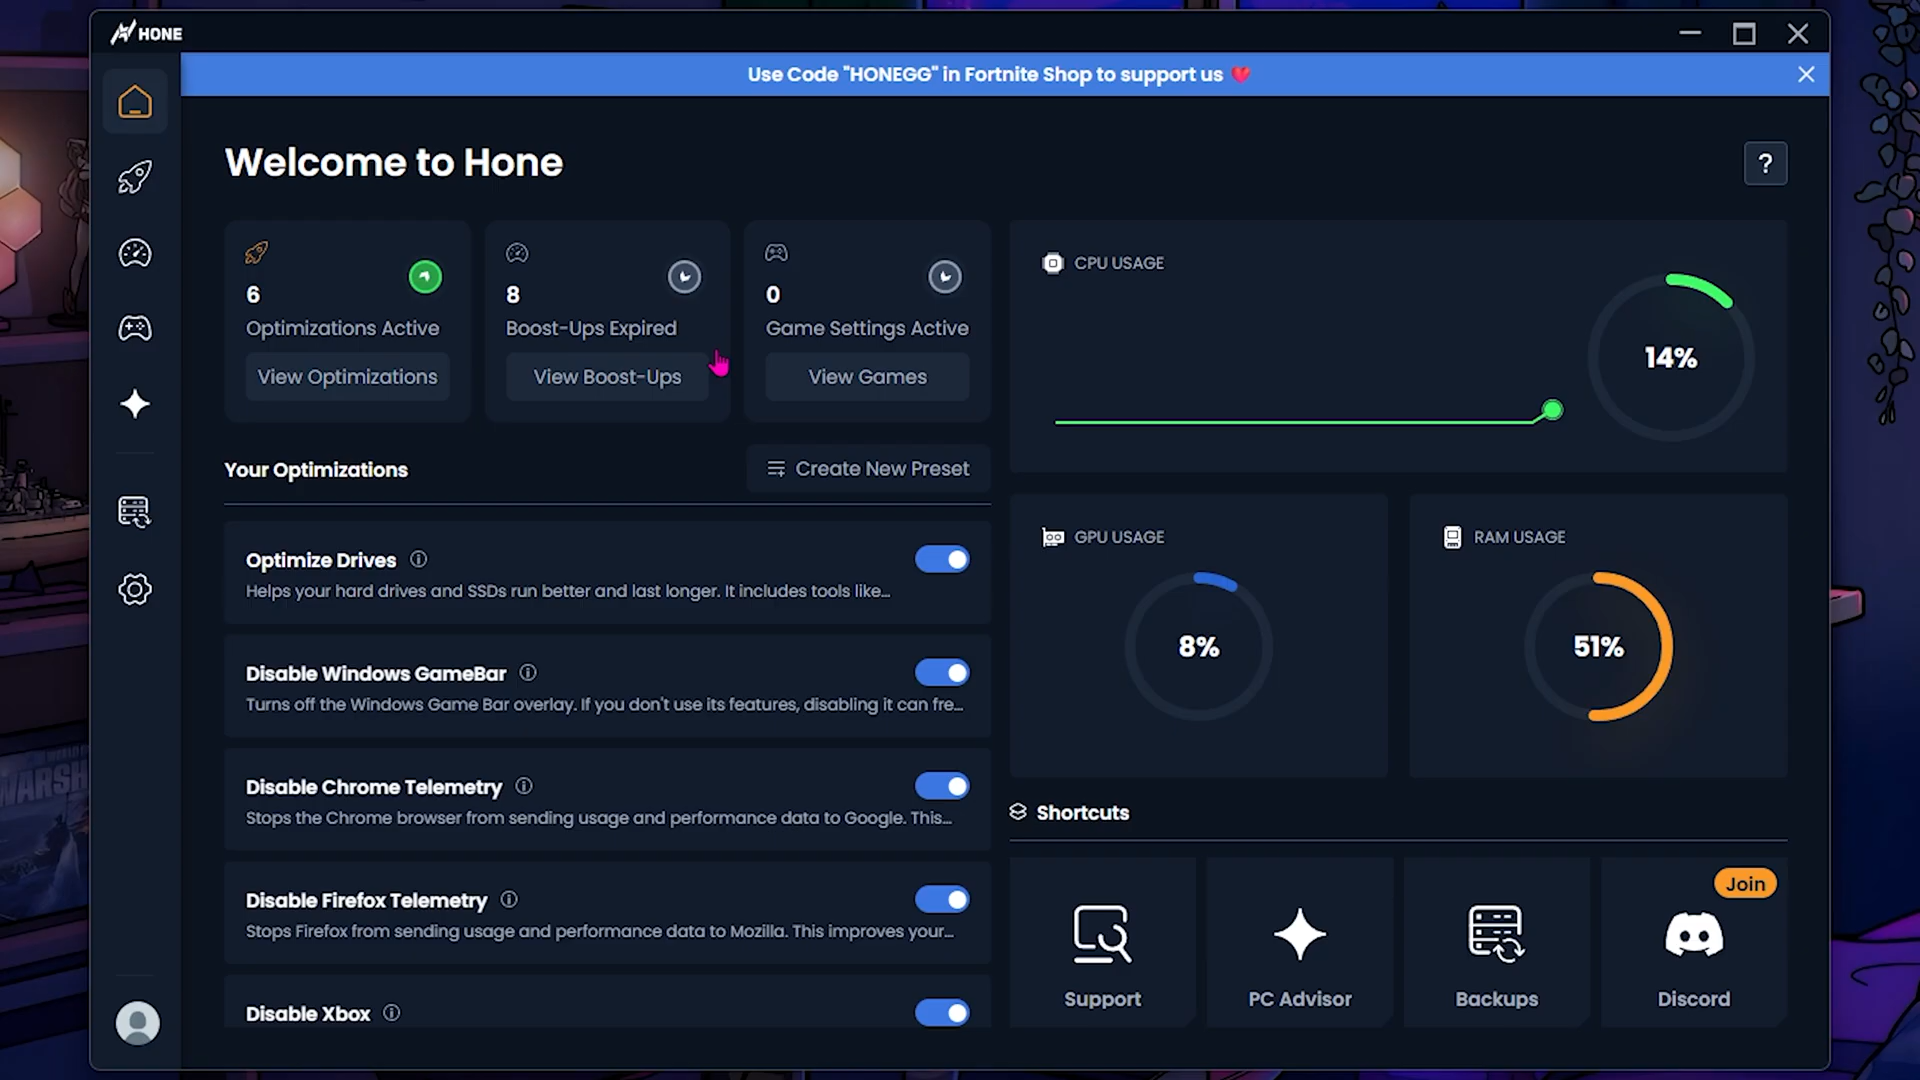 HONE
Use Code "HONEGG" in Fortnite Shop to support us
Welcome to Hone
?
6
Optimizations Active
View Optimizations
8
Boost-Ups Expired
View Boost-Ups
0
Game Settings Active
View Games
CPU USAGE
14%
Your Optimizations
Create New Preset
Optimize Drives
Helps your hard drives and SSDs run better and last longer. It includes tools like...
Disable Windows GameBar
Turns off the Windows Game Bar overlay. If you don't use its features, disabling it can fre...
Disable Chrome Telemetry
Stops the Chrome browser from sending usage and performance data to Google. This...
Disable Firefox Telemetry
Stops Firefox from sending usage and performance data to Mozilla. This improves your...
Disable Xbox
GPU USAGE
8%
RAM USAGE
51%
Shortcuts
Support
PC Advisor
Backups
Join
Discord
WARSH